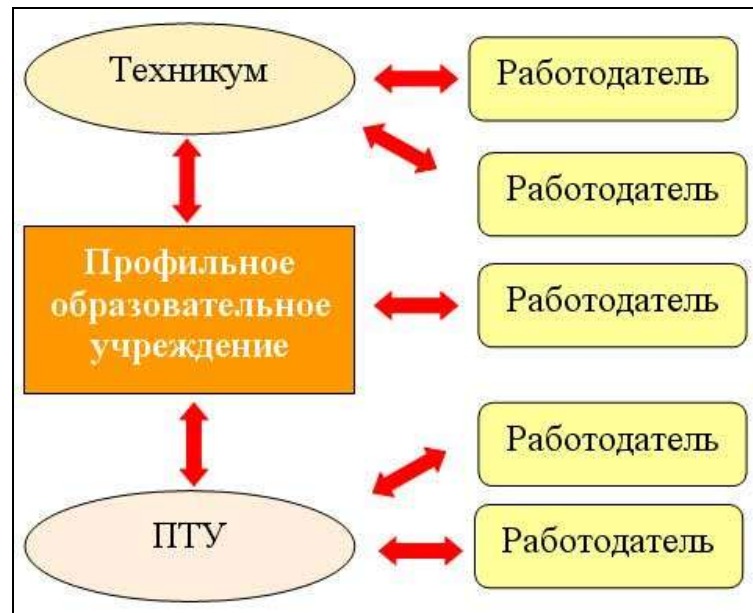 Техникум
Работодатель
Работодатель
Профильное
образовательное
учреждение
Работодатель
Работодатель
ПТУ
Работодатель